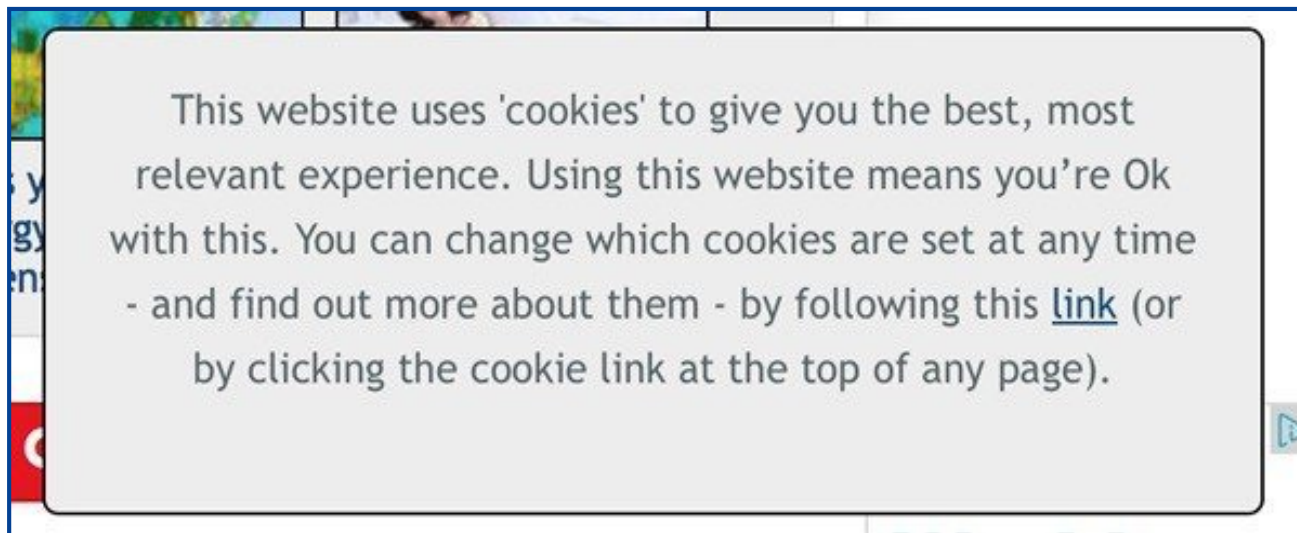 This website uses 'cookies' to give you the best, most
relevant experience. Using this website means you’re Ok
with this. You can change which cookies are set at any time
- and find out more about them - by following this link (or
by clicking the cookie link at the top of any page).